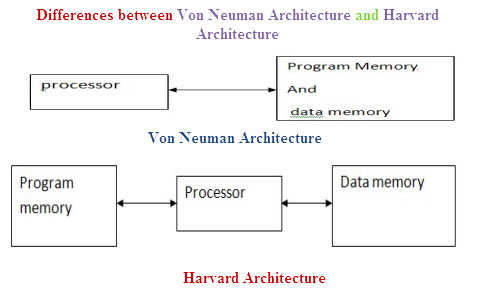 Differences between Von Neuman Architecture and Harvard
Architecture
processor
Program Memory
And
data memory
Von Neuman Architecture
Program
memory
Processor
Data memory
Harvard Architecture